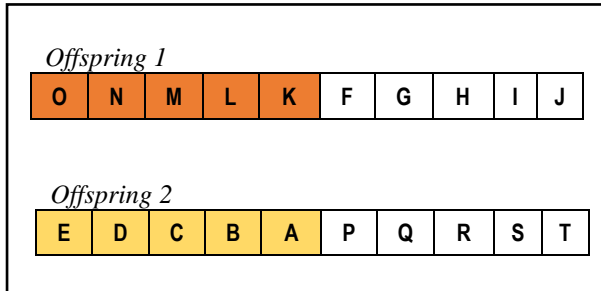 Offspring 1
O N M L K F G H I J
Offspring 2
E D C B A P Q R S T